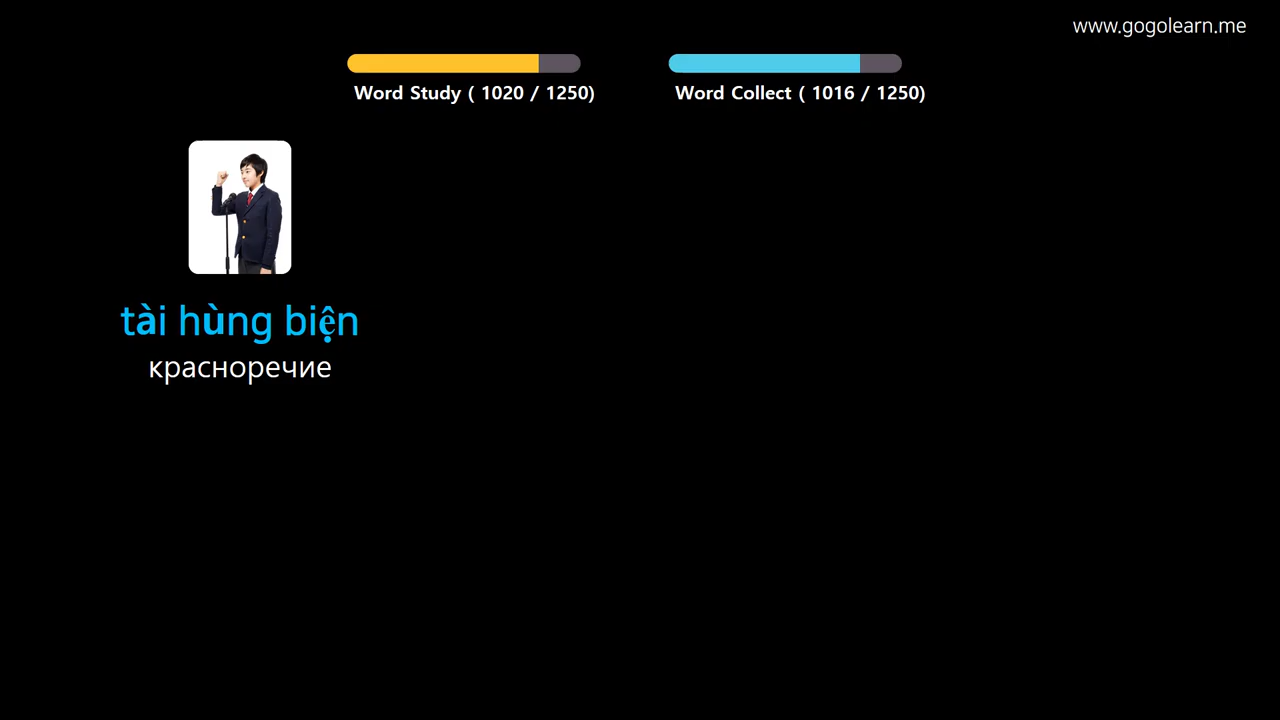 www.gogolearn.me
Word Study ( 1020 / 1250)
Word Collect ( 1016 / 1250)
tài hùng biện
красноречие